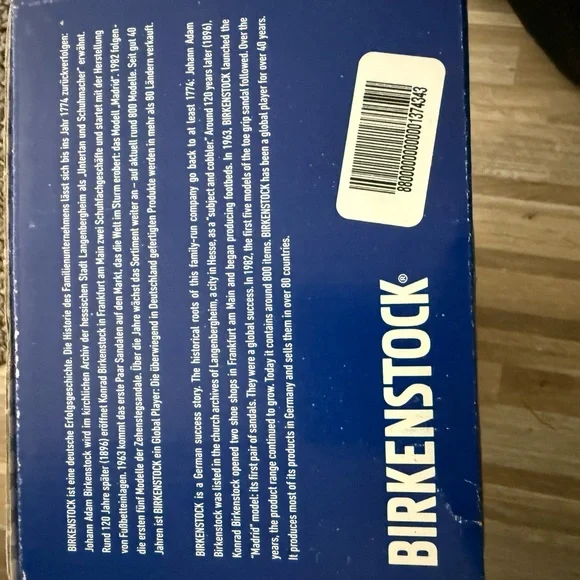 BIRKENSTOCK ist eine deutsche Erfolgsgeschichte. Die Historie des Familienunternehmens lässt sich bis ins Jahr 1774 zurückverfolgen:
Johann Adam Birkenstock wird im kirchlichen Archiv der hessischen Stadt Langenbergheim als „Untertan und Schuhmacher" erwähnt.
Rund 120 Jahre später (1896) eröffnet Konrad Birkenstock in Frankfurt am Main zwei Schuhfachgeschäfte und startet mit der Herstellung
von Fußbetteinlagen. 1963 kommt das erste Paar Sandalen auf den Markt, das die Welt im Sturm erobert: das Modell „Madrid". 1982 folgen
die ersten fünf Modelle der Zehenstegsandale. Über die Jahre wächst das Sortiment weiter an – auf aktuell rund 800 Modelle. Seit gut 40
Jahren ist BIRKENSTOCK ein Global Player: Die überwiegend in Deutschland gefertigten Produkte werden in mehr als 80 Ländern verkauft.
BIRKENSTOCK is a German success story. The historical roots of this family-run company go back to at least 1774. Johann Adam
Birkenstock was listed in the church archives of Langenbergheim, a city in Hesse, as a "subject and cobbler." Around 120 years later (1896),
Konrad Birkenstock opened two shoe shops in Frankfurt am Main and began producing footbeds. In 1963, BIRKENSTOCK launched the
"Madrid" model: its first pair of sandals. They were a global success. In 1982, the first five models of the toe grip sandal followed. Over the
years, the product range continued to grow. Today it contains around 800 items. BIRKENSTOCK has been a global player for over 40 years.
It produces most of its products in Germany and sells them in over 80 countries.
8800000000000001374343
BIRKENSTOCK®